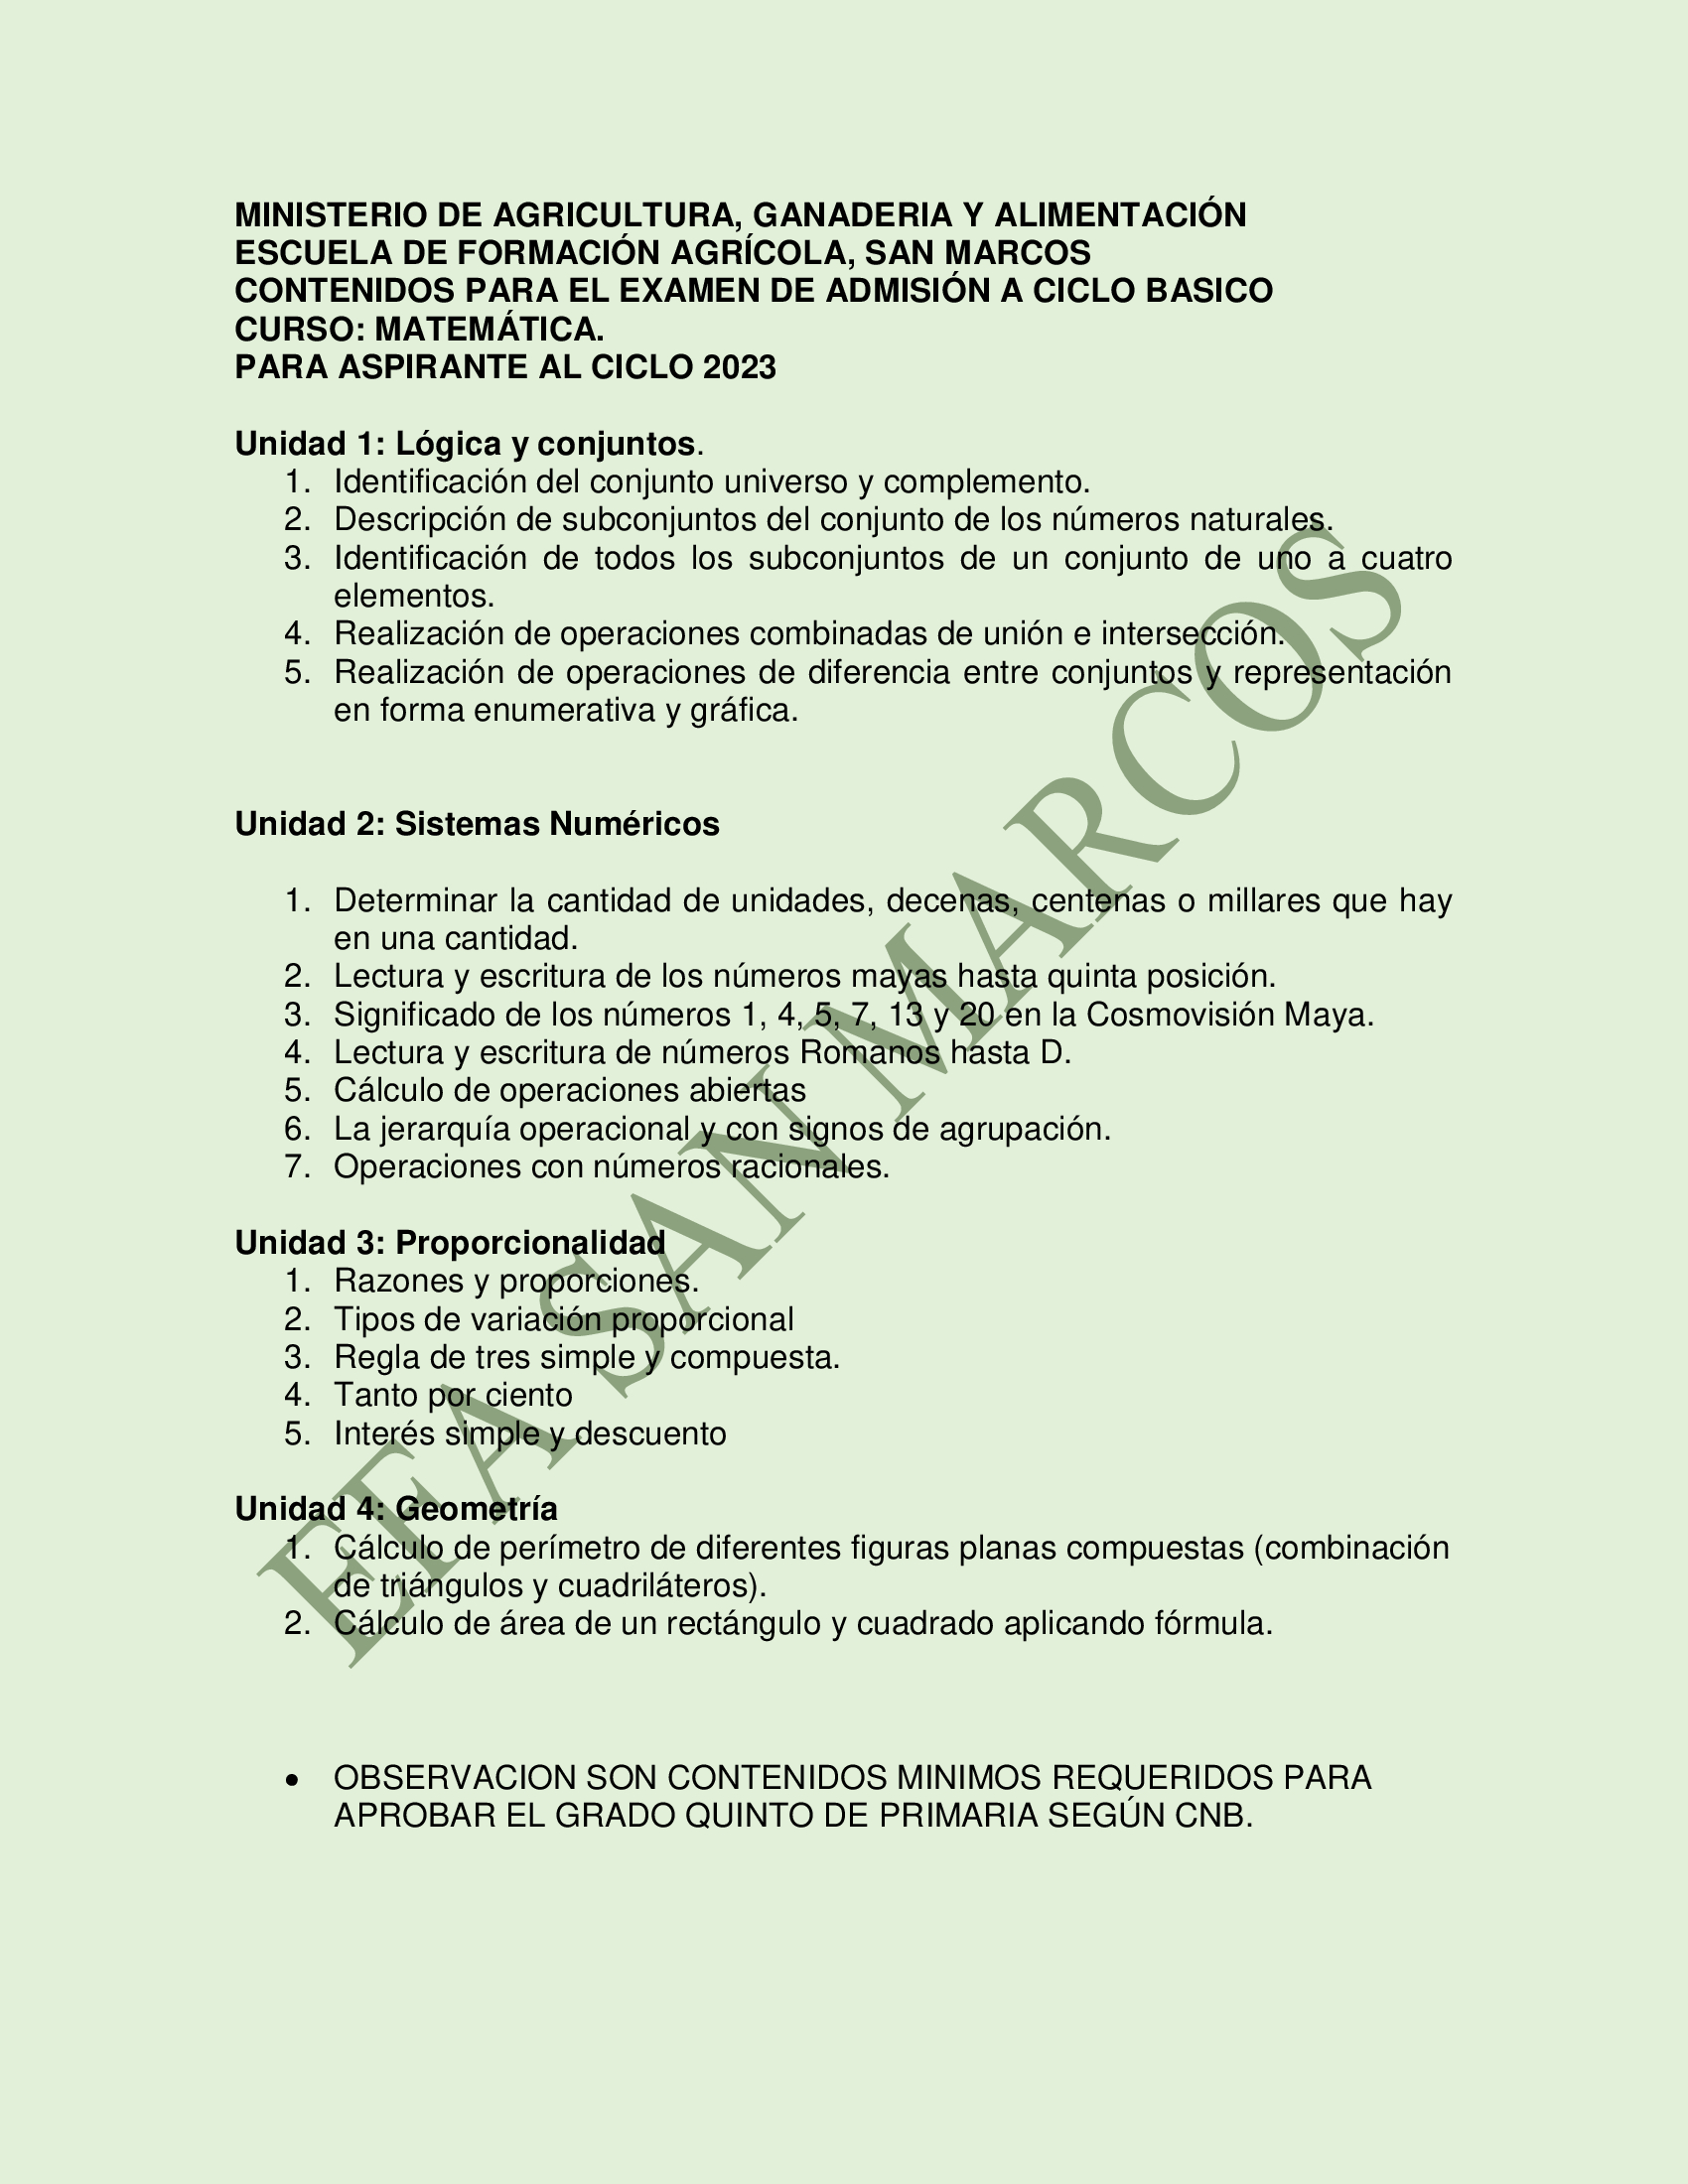 MINISTERIO DE AGRICULTURA, GANADERIA Y ALIMENTACIÓN
ESCUELA DE FORMACIÓN AGRÍCOLA, SAN MARCOS
CONTENIDOS PARA EL EXAMEN DE ADMISIÓN A CICLO BASICO
CURSO: MATEMÁTICA.
PARA ASPIRANTE AL CICLO 2023
Unidad 1: Lógica y conjuntos.
1. Identificación del conjunto universo y complemento.
2. Descripción de subconjuntos del conjunto de los números naturales.
3. Identificación de todos los subconjuntos de un conjunto de uno a cuatro
elementos.
4. Realización de operaciones combinadas de unión e intersección.
5. Realización de operaciones de diferencia entre conjuntos y representación
en forma enumerativa y gráfica.
Unidad 2: Sistemas Numéricos
1. Determinar la cantidad de unidades, decenas, centenas o millares que hay
en una cantidad.
2. Lectura y escritura de los números mayas hasta quinta posición.
3. Significado de los números 1, 4, 5, 7, 13 y 20 en la Cosmovisión Maya.
4. Lectura y escritura de números Romanos hasta D.
5. Cálculo de operaciones abiertas
6. La jerarquía operacional y con signos de agrupación.
7. Operaciones con números racionales.
Unidad 3: Proporcionalidad
1. Razones y proporciones.
2. Tipos de variación proporcional
3. Regla de tres simple y compuesta.
4. Tanto por ciento
5. Interés simple y descuento
Unidad 4: Geometría
1. Cálculo de perímetro de diferentes figuras planas compuestas (combinación
de triángulos y cuadriláteros).
2. Cálculo de área de un rectángulo y cuadrado aplicando fórmula.
• OBSERVACION SON CONTENIDOS MINIMOS REQUERIDOS PARA
APROBAR EL GRADO QUINTO DE PRIMARIA SEGÚN CNB.
EFA SAN MARCOS